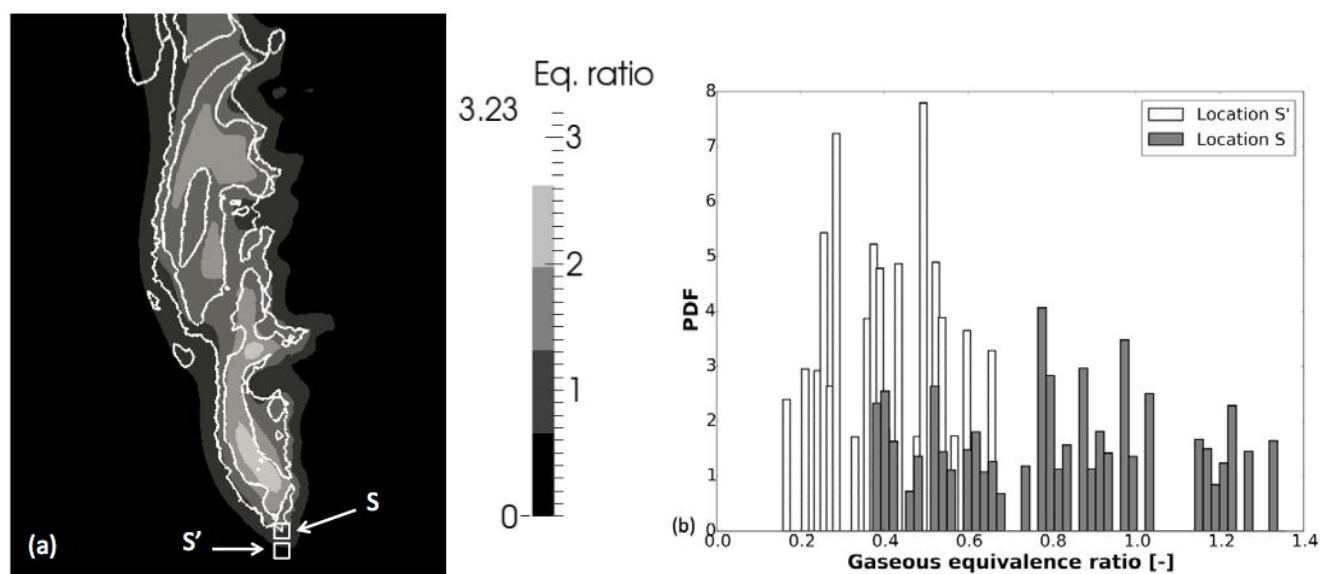 S
S'
(a)
Eq. ratio
3.23
3
2
1
0
8
7
6
5
4
3
2
1
0
PDF
Location S'
Location S
(b)
0.0 0.2 0.4 0.6 0.8 1.0 1.2 1.4
Gaseous equivalence ratio [-]